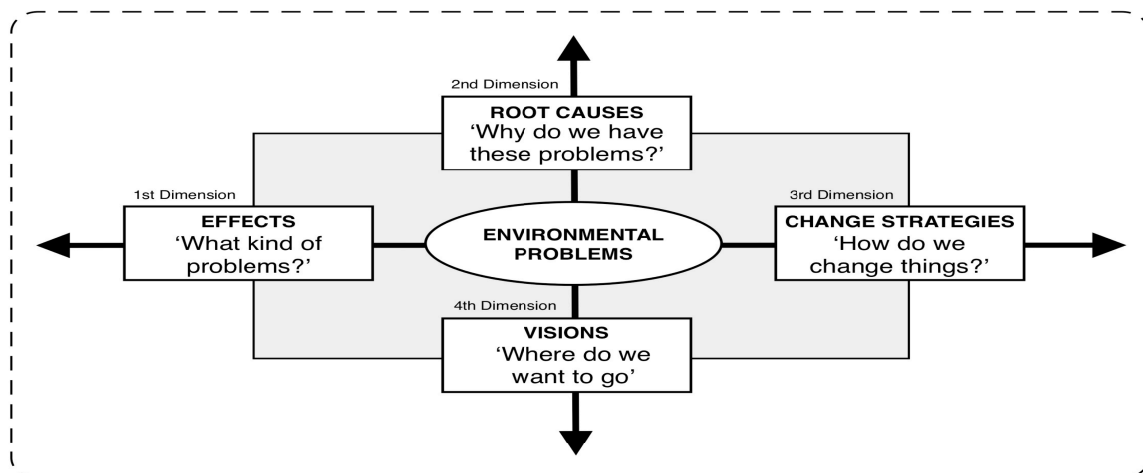 2nd Dimension
ROOT CAUSES
‘Why do we have
these problems?’
1st Dimension
EFFECTS
‘What kind of
problems?’
ENVIRONMENTAL
PROBLEMS
3rd Dimension
CHANGE STRATEGIES
‘How do we
change things?’
4th Dimension
VISIONS
‘Where do we
want to go’